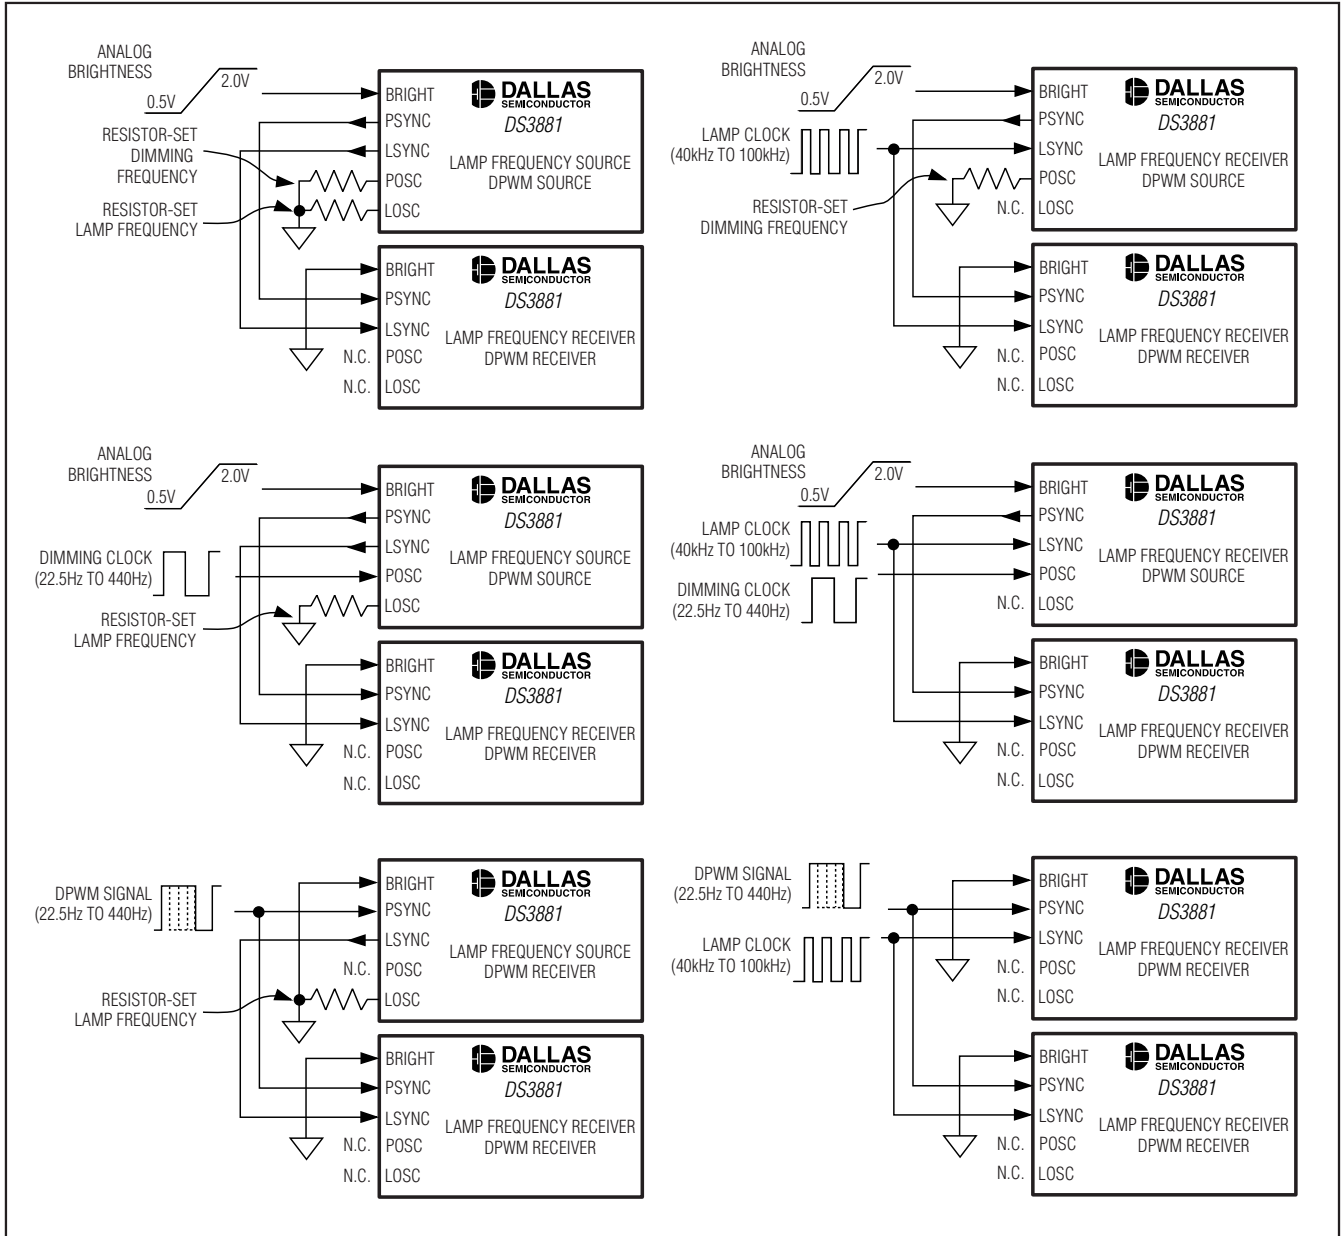 ANALOG
BRIGHTNESS
0.5V
2.0V
RESISTOR-SET
DIMMING
FREQUENCY
RESISTOR-SET
LAMP FREQUENCY
BRIGHT
PSYNC
LSYNC
POSC
LOSC
DALLAS
SEMICONDUCTOR
DS3881
LAMP FREQUENCY SOURCE
DPWM SOURCE
BRIGHT
PSYNC
LSYNC
N.C. POSC
N.C. LOSC
DALLAS
SEMICONDUCTOR
DS3881
LAMP FREQUENCY RECEIVER
DPWM RECEIVER
ANALOG
BRIGHTNESS
0.5V
2.0V
LAMP CLOCK
(40kHz TO 100kHz)
RESISTOR-SET
DIMMING FREQUENCY
BRIGHT
PSYNC
LSYNC
POSC
N.C. LOSC
DALLAS
SEMICONDUCTOR
DS3881
LAMP FREQUENCY RECEIVER
DPWM SOURCE
BRIGHT
PSYNC
LSYNC
N.C. POSC
N.C. LOSC
DALLAS
SEMICONDUCTOR
DS3881
LAMP FREQUENCY RECEIVER
DPWM RECEIVER
ANALOG
BRIGHTNESS
0.5V
2.0V
DIMMING CLOCK
(22.5Hz TO 440Hz)
RESISTOR-SET
LAMP FREQUENCY
BRIGHT
PSYNC
LSYNC
POSC
LOSC
DALLAS
SEMICONDUCTOR
DS3881
LAMP FREQUENCY SOURCE
DPWM SOURCE
BRIGHT
PSYNC
LSYNC
N.C. POSC
N.C. LOSC
DALLAS
SEMICONDUCTOR
DS3881
LAMP FREQUENCY RECEIVER
DPWM RECEIVER
ANALOG
BRIGHTNESS
0.5V
2.0V
LAMP CLOCK
(40kHz TO 100kHz)
DIMMING CLOCK
(22.5Hz TO 440Hz)
BRIGHT
PSYNC
LSYNC
POSC
N.C. LOSC
DALLAS
SEMICONDUCTOR
DS3881
LAMP FREQUENCY RECEIVER
DPWM SOURCE
BRIGHT
PSYNC
LSYNC
N.C. POSC
N.C. LOSC
DALLAS
SEMICONDUCTOR
DS3881
LAMP FREQUENCY RECEIVER
DPWM RECEIVER
DPWM SIGNAL
(22.5Hz TO 440Hz)
RESISTOR-SET
LAMP FREQUENCY
BRIGHT
PSYNC
LSYNC
N.C. POSC
LOSC
DALLAS
SEMICONDUCTOR
DS3881
LAMP FREQUENCY SOURCE
DPWM RECEIVER
BRIGHT
PSYNC
LSYNC
N.C. POSC
N.C. LOSC
DALLAS
SEMICONDUCTOR
DS3881
LAMP FREQUENCY RECEIVER
DPWM RECEIVER
DPWM SIGNAL
(22.5Hz TO 440Hz)
LAMP CLOCK
(40kHz TO 100kHz)
BRIGHT
PSYNC
LSYNC
N.C. POSC
N.C. LOSC
DALLAS
SEMICONDUCTOR
DS3881
LAMP FREQUENCY RECEIVER
DPWM RECEIVER
BRIGHT
PSYNC
LSYNC
N.C. POSC
N.C. LOSC
DALLAS
SEMICONDUCTOR
DS3881
LAMP FREQUENCY RECEIVER
DPWM RECEIVER